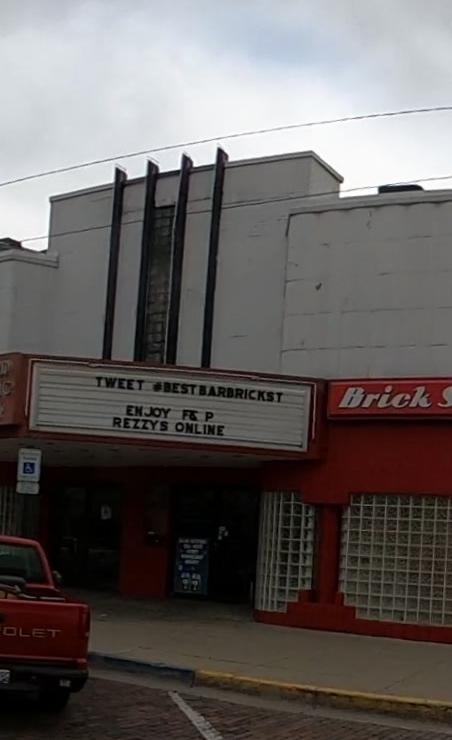 TWEET #BESTBARBRICKST
ENJOY F& P
REZZYS ONLINE
Brick S
OLET